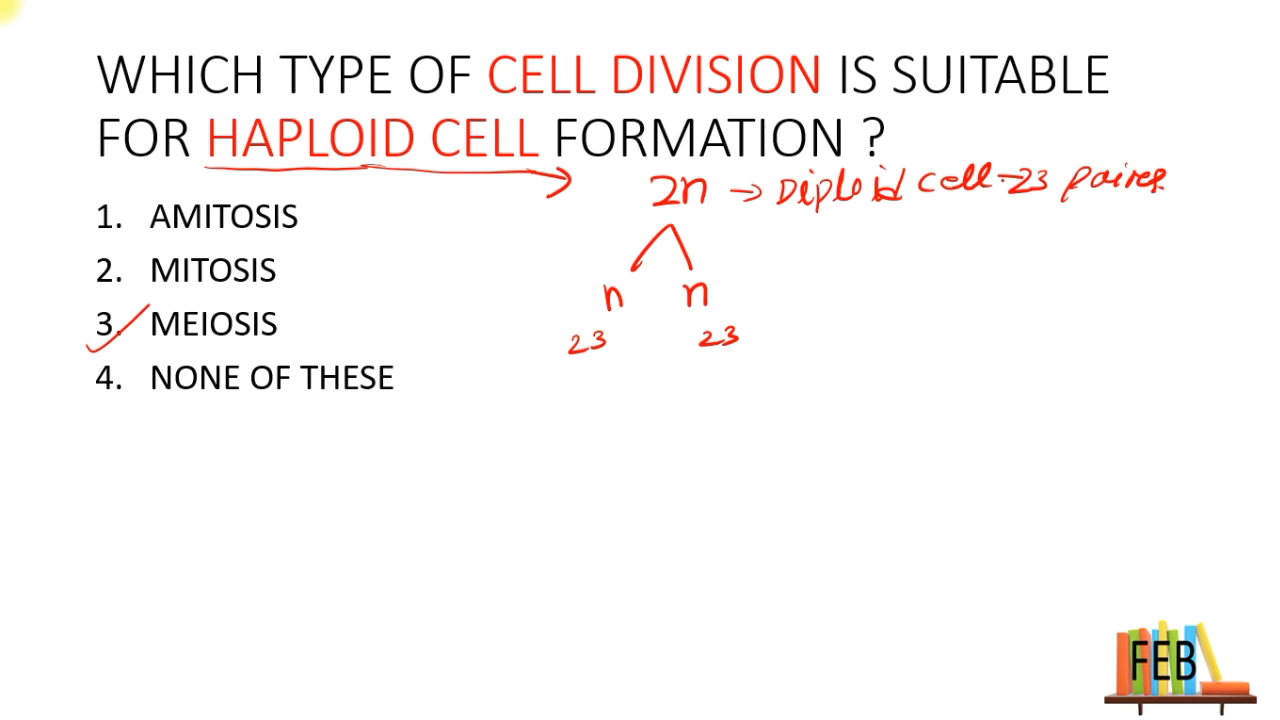 WHICH TYPE OF CELL DIVISION IS SUITABLE
FOR HAPLOID CELL FORMATION ?
2n → Diploid cell - 23 paires
1. AMITOSIS
2. MITOSIS
n n
3. MEIOSIS
23 23
4. NONE OF THESE
FEB